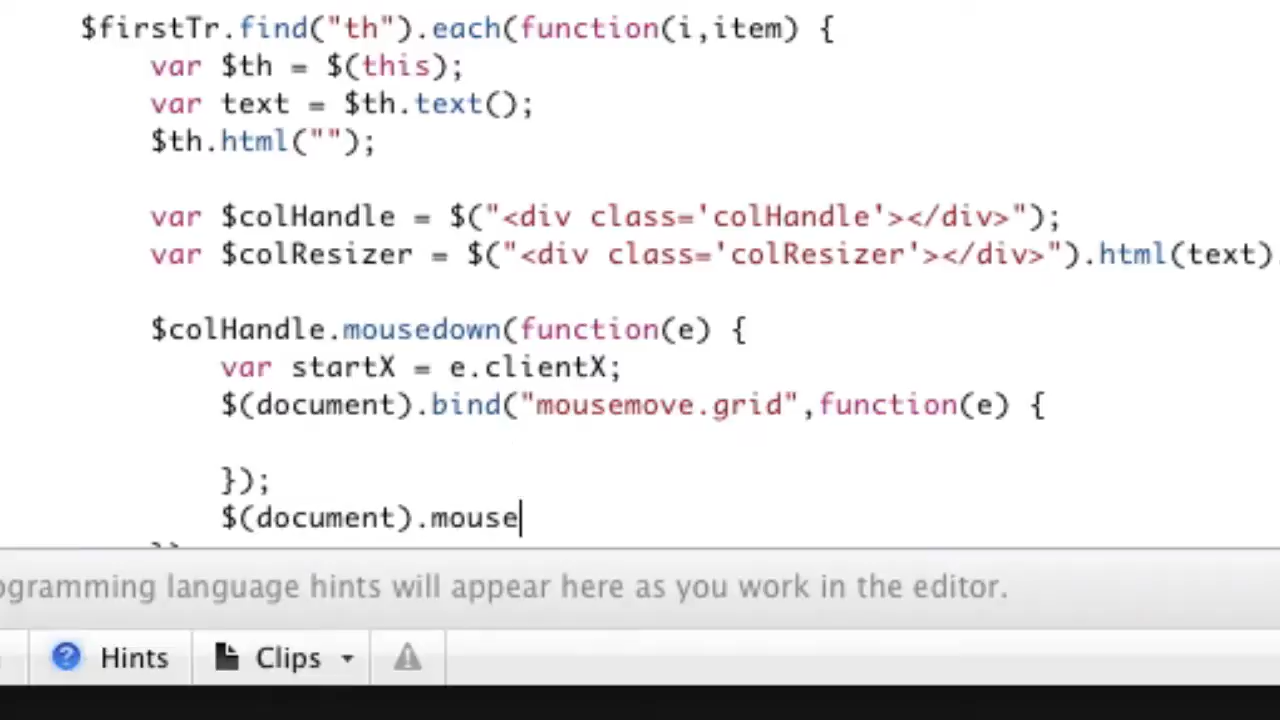 $firstTr.find("th").each(function(i,item) {
var $th = $(this);
var text = $th.text();
$th.html("");
var $colHandle = $("<div class='colHandle'></div>");
var $colResizer = $("<div class='colResizer'></div>").html(text)
$colHandle.mousedown(function(e) {
var startX = e.clientX;
$(document).bind("mousemove.grid",function(e) {
});
$(document).mouse
ogramming language hints will appear here as you work in the editor.
Hints Clips